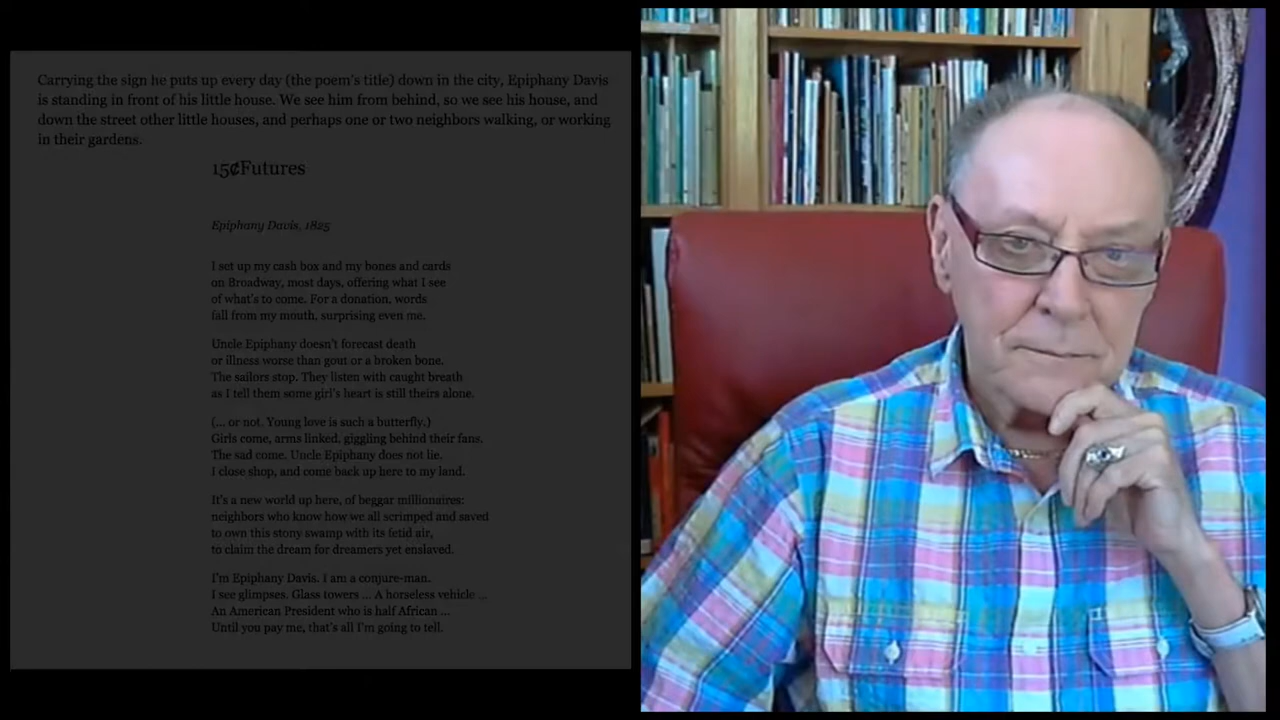 Carrying the sign he puts up every day (the poem's title) down in the city, Epiphany Davis
is standing in front of his little house. We see him from behind, so we see his house, and
down the street other little houses, and perhaps one or two neighbors walking, or working
in their gardens.
15¢Futures
Epiphany Davis, 1825
I set up my cash box and my bones and cards
on Broadway, most days, offering what I see
of what's to come. For a donation, words
fall from my mouth, surprising even me.
Uncle Epiphany doesn't forecast death
or illness worse than gout or a broken bone.
The sailors stop. They listen with caught breath
as I tell them some girl's heart is still theirs alone.
(... or not. Young love is such a butterfly.)
Girls come, arms linked, giggling behind their fans.
The sad come. Uncle Epiphany does not lie.
I close shop, and come back up here to my land.
It's a new world up here, of beggar millionaires:
neighbors who know how we all scrimped and saved
to own this stony swamp with its fetid air,
to claim the dream for dreamers yet enslaved.
I'm Epiphany Davis. I am a conjure-man.
I see glimpses. Glass towers ... A horseless vehicle ...
An American President who is half African ...
Until you pay me, that's all I'm going to tell.